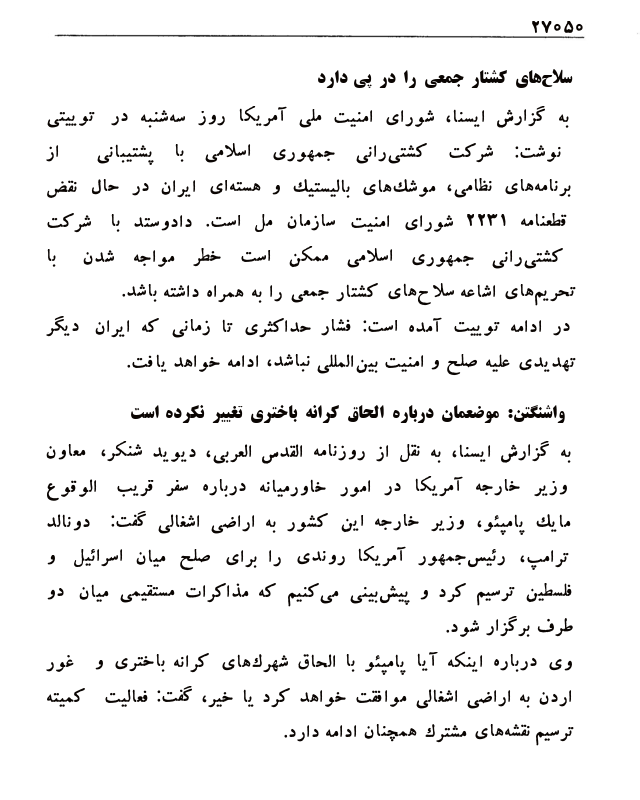 ۲۷۰۵۰
سلاح‌های کشتار جمعی را در پی دارد
به گزارش ایسنا، شورای امنیت ملی آمریکا روز سه‌شنبه در توییتی
نوشت: شرکت کشتی‌رانی جمهوری اسلامی با پشتیبانی از
برنامه‌های نظامی، موشك‌های بالیستیك و هسته‌ای ایران در حال نقض
قطعنامه ۲۲۳۱ شورای امنیت سازمان مل است. دادوستد با شرکت
کشتی‌رانی جمهوری اسلامی ممکن است خطر مواجه شدن با
تحریم‌های اشاعه سلاح‌های کشتار جمعی را به همراه داشته باشد.
در ادامه توییت آمده است: فشار حداکثری تا زمانی که ایران دیگر
تهدیدی علیه صلح و امنیت بین‌المللی نباشد، ادامه خواهد یافت.
واشنگتن: موضعمان درباره الحاق کرانه باختری تغییر نکرده است
به گزارش ایسنا، به نقل از روزنامه القدس العربی، دیوید شنکر، معاون
وزیر خارجه آمریکا در امور خاورمیانه درباره سفر قریب الوقوع
مایك پامپئو، وزیر خارجه این کشور به اراضی اشغالی گفت: دونالد
ترامپ، رئیس‌جمهور آمریکا روندی را برای صلح میان اسرائیل و
فلسطین ترسیم کرد و پیش‌بینی می‌کنیم که مذاکرات مستقیمی میان دو
طرف برگزار شود.
وی درباره اینکه آیا پامپئو با الحاق شهرك‌های کرانه باختری و غور
اردن به اراضی اشغالی موافقت خواهد کرد یا خیر، گفت: فعالیت کمیته
ترسیم نقشه‌های مشترك همچنان ادامه دارد.